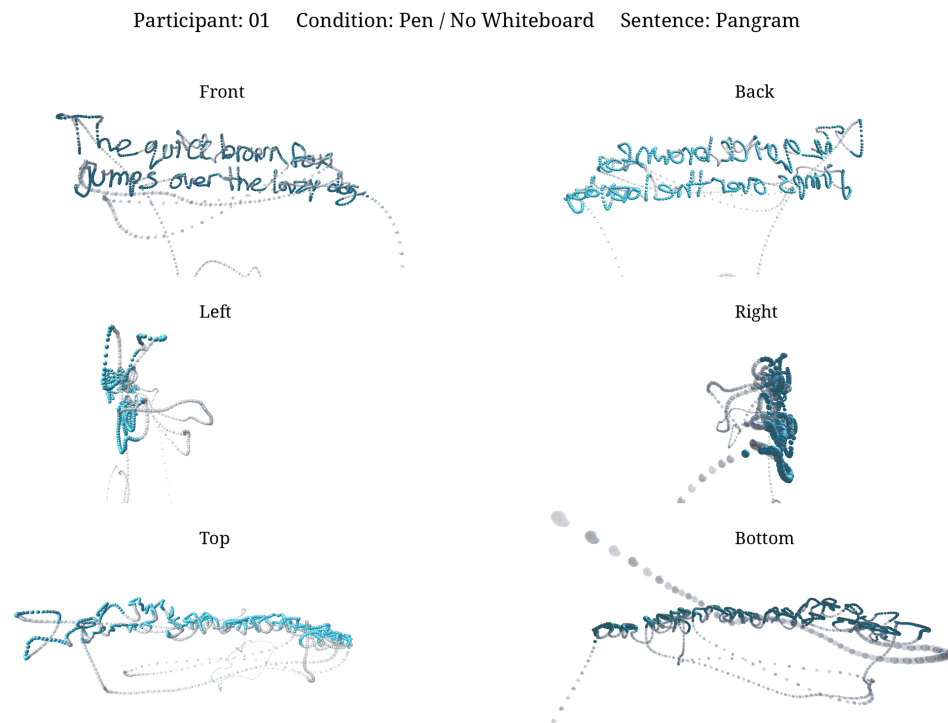 Participant: 01 Condition: Pen / No Whiteboard Sentence: Pangram
Front
Back
The quick brown fox
jumps over the lazy dog
Left
Right
Top
Bottom